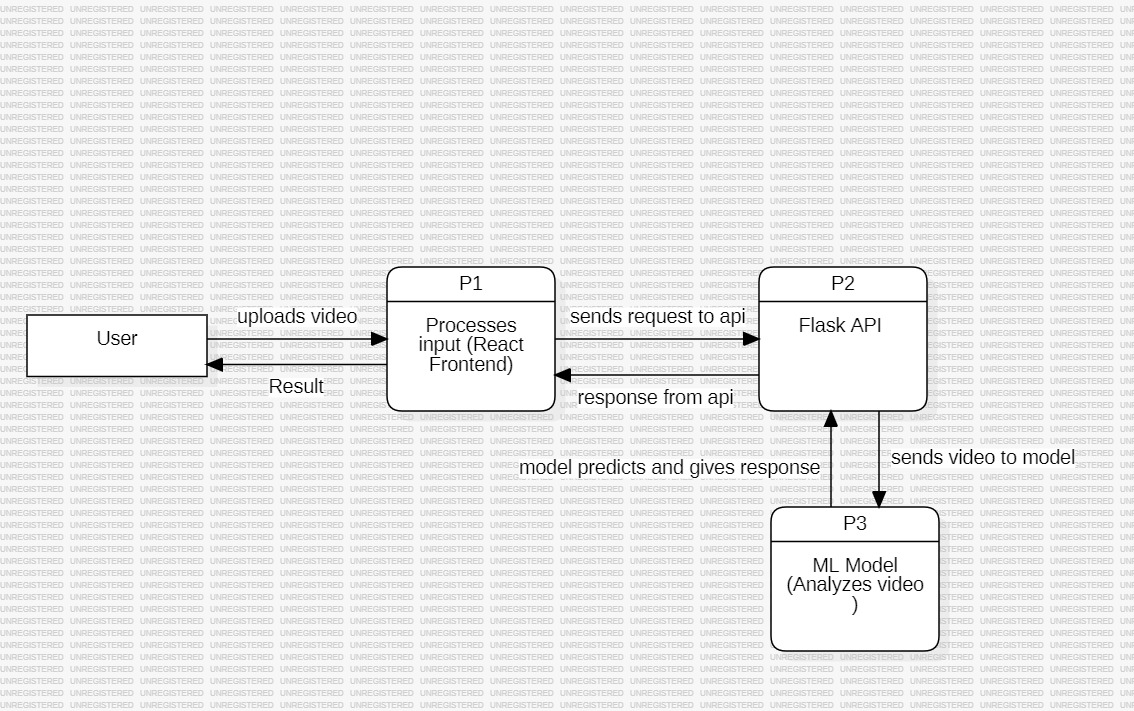 P1
P2
uploads video
sends request to api
User
Processes
input (React
Frontend)
Flask API
Result
response from api
model predicts and gives response
sends video to model
P3
ML Model
(Analyzes video
)
UNREGISTERED